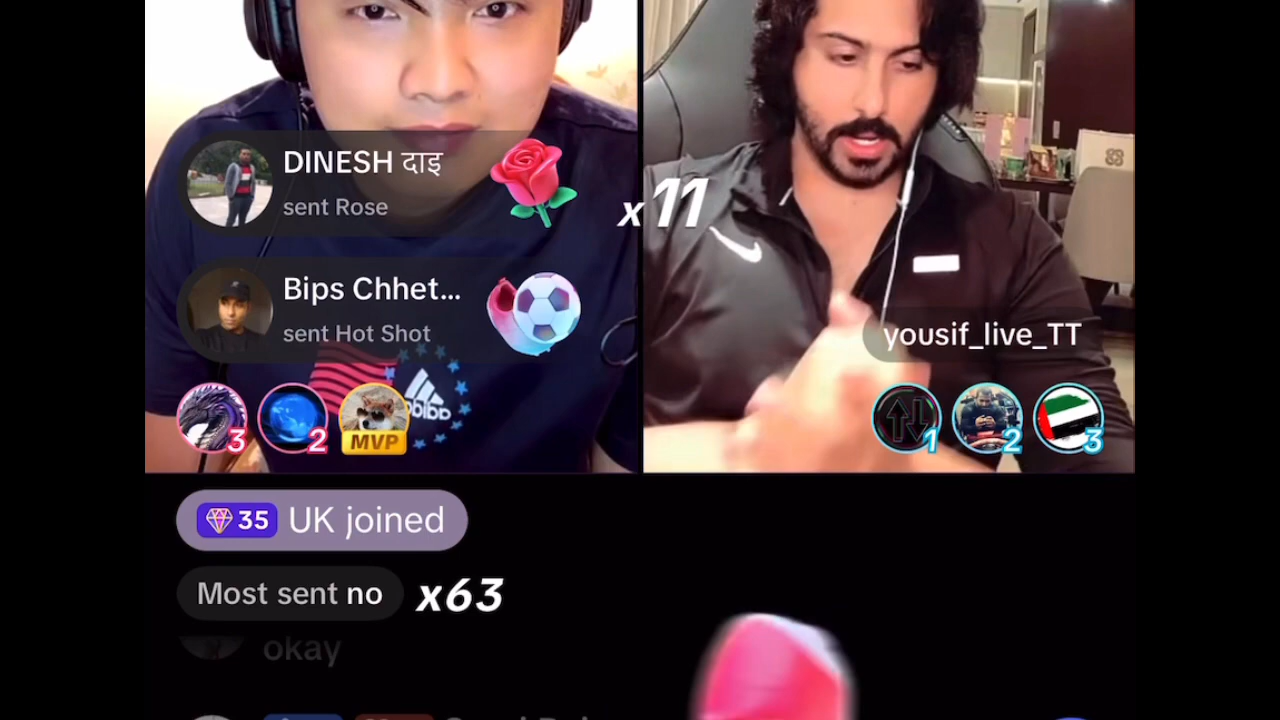 DINESH दाइ
sent Rose
x11
Bips Chhet...
sent Hot Shot
yousif_live_TT
adidas
3
2
MVP
1
2
3
35 UK joined
Most sent no x63
okay